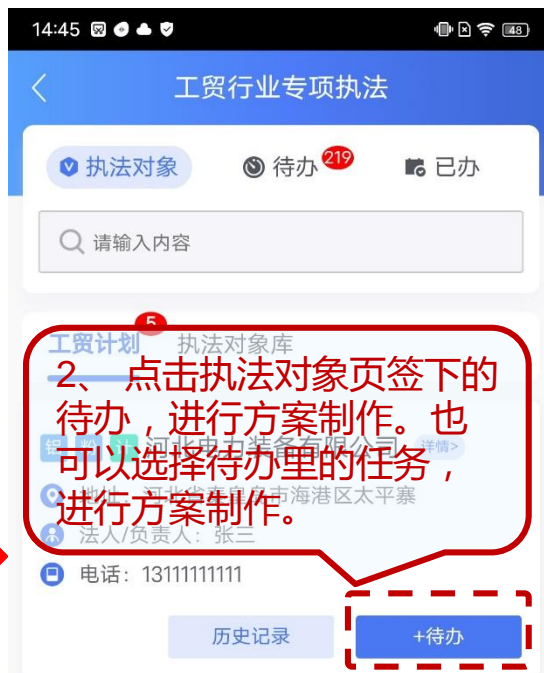 14:45
48
工贸行业专项执法
执法对象
待办
219
已办
请输入内容
工贸计划
5
执法对象库
2、 点击执法对象页签下的
待办，进行方案制作。也
可以选择待办里的任务，
进行方案制作。
铝 粉 计 河北电力装备有限公司 详情>
地址：河北省秦皇岛市海港区太平寨
法人/负责人：张三
电话：13111111111
历史记录
+待办